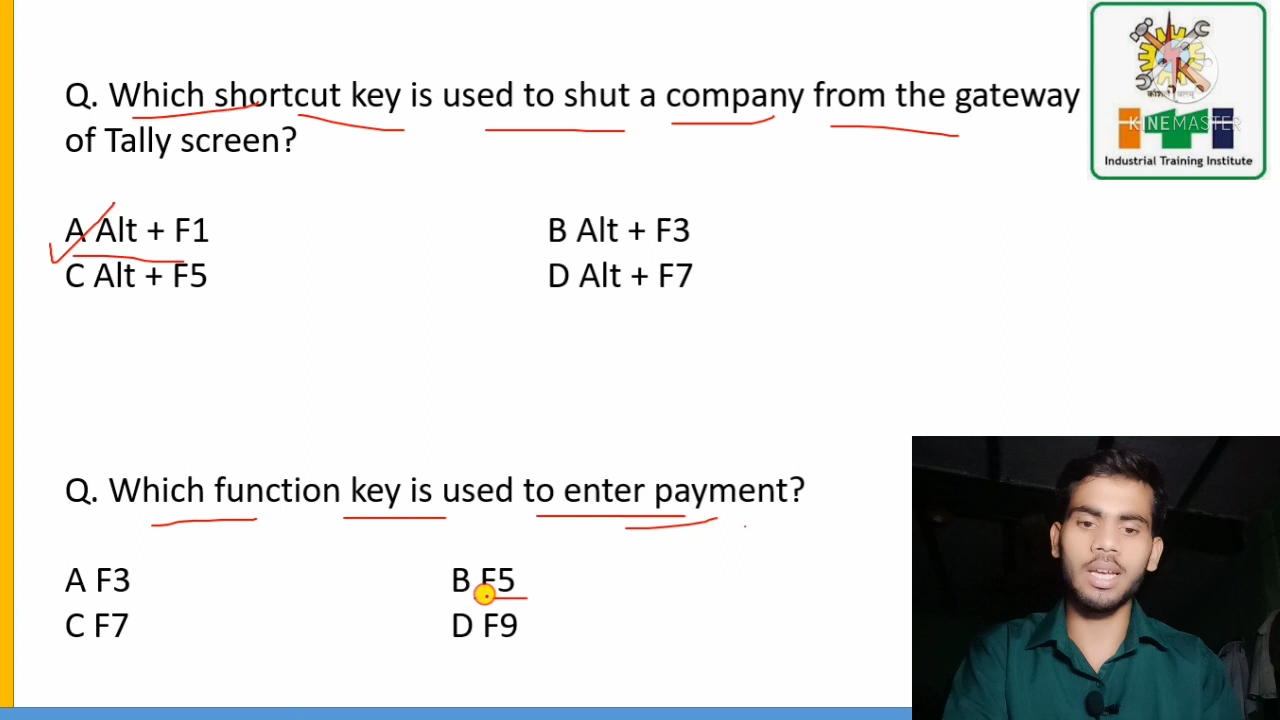 Q. Which shortcut key is used to shut a company from the gateway
of Tally screen?
A Alt + F1
B Alt + F3
C Alt + F5
D Alt + F7
Q. Which function key is used to enter payment?
A F3
B F5
C F7
D F9
KINEMASTER
Industrial Training Institute